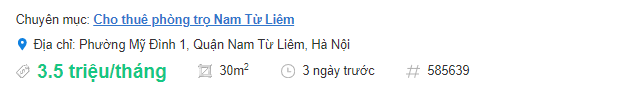 Chuyên mục: Cho thuê phòng trọ Nam Từ Liêm
Địa chỉ: Phường Mỹ Đình 1, Quận Nam Từ Liêm, Hà Nội
3.5 triệu/tháng 30m² 3 ngày trước # 585639